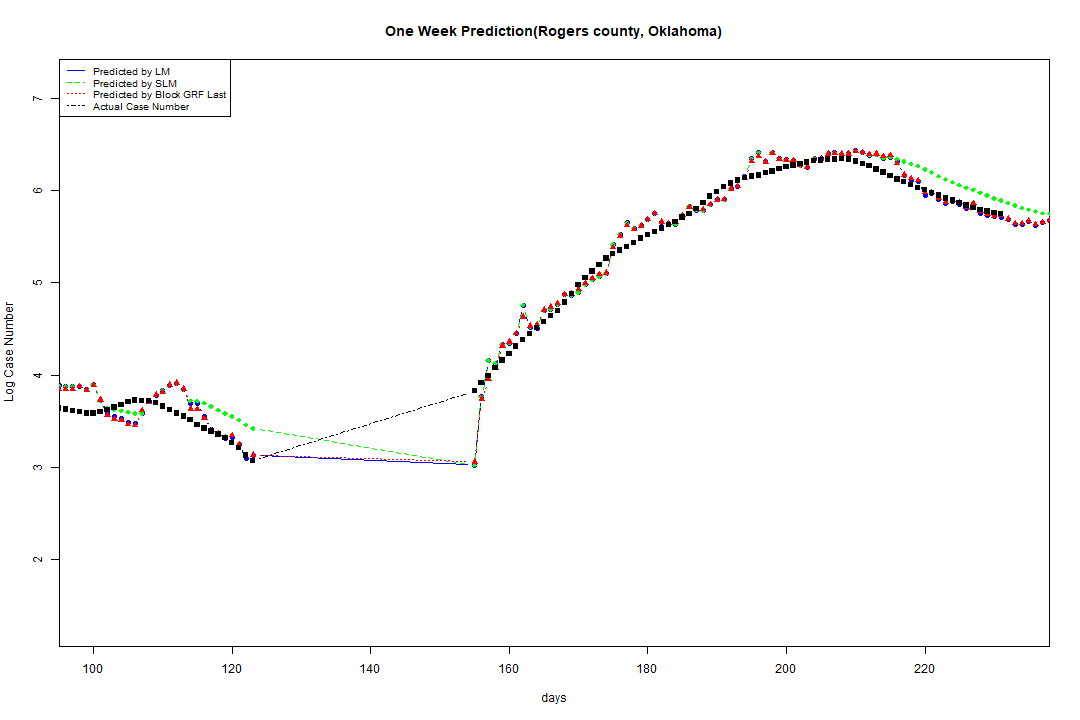 One Week Prediction(Rogers county, Oklahoma)
Predicted by LM
Predicted by SLM
Predicted by Block GRF Last
Actual Case Number
7
6
5
4
3
2
Log Case Number
100 120 140 160 180 200 220
days